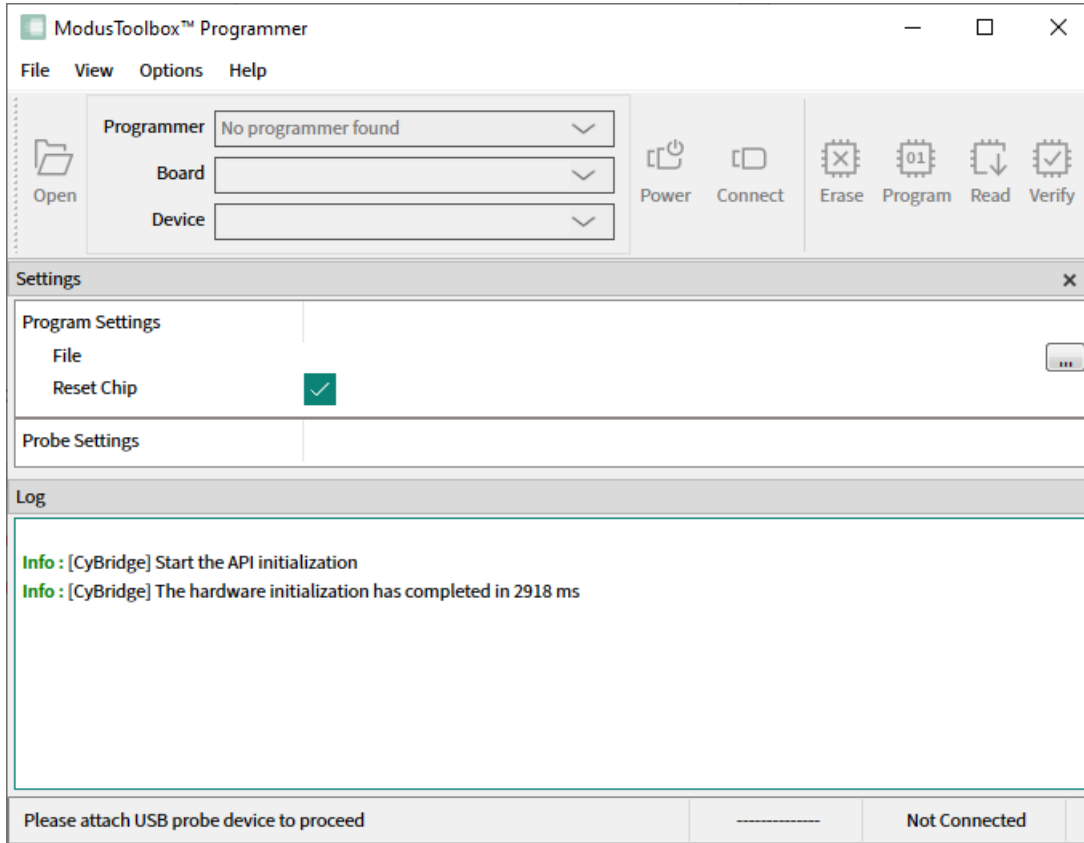 ModusToolbox™ Programmer
File View Options Help
Open
Programmer No programmer found
Board
Device
Power Connect Erase 01 Program Read Verify
Settings
Program Settings
File
...
Reset Chip
Probe Settings
Log
Info : [CyBridge] Start the API initialization
Info : [CyBridge] The hardware initialization has completed in 2918 ms
Please attach USB probe device to proceed -------------- Not Connected